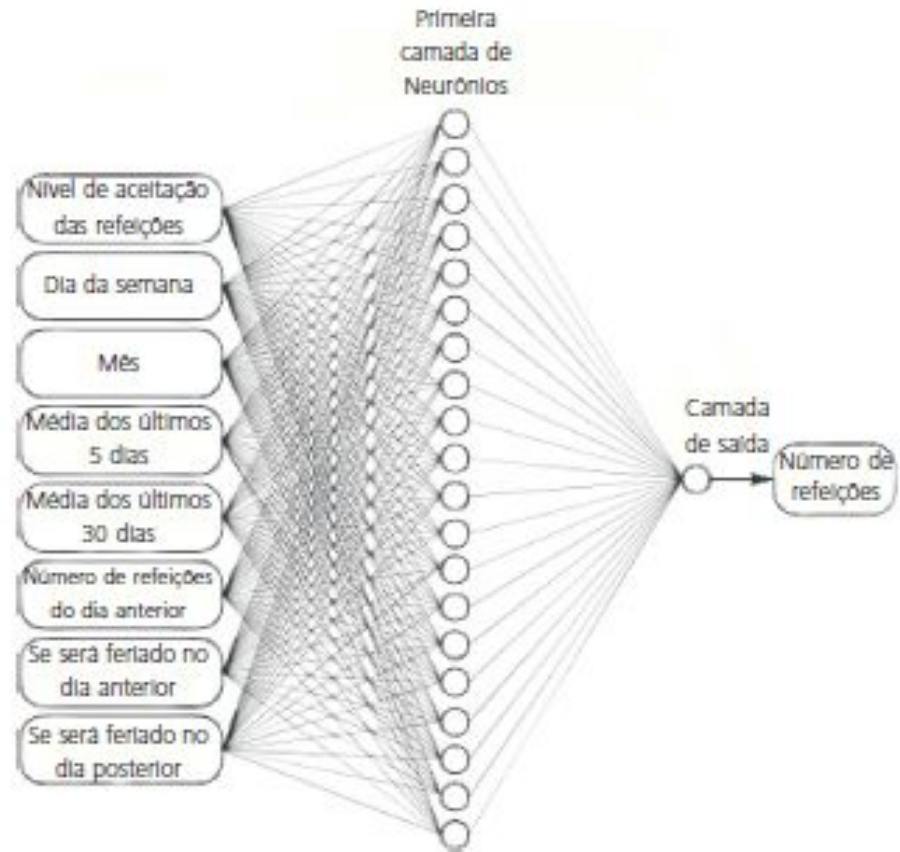 Primeira
camada de
Neurônios
Nível de aceitação
das refeições
Dia da semana
Mês
Média dos últimos
5 dias
Média dos últimos
30 dias
Número de refeições
do dia anterior
Se será feriado no
dia anterior
Se será feriado no
dia posterior
Camada
de saída
Número de
refeições